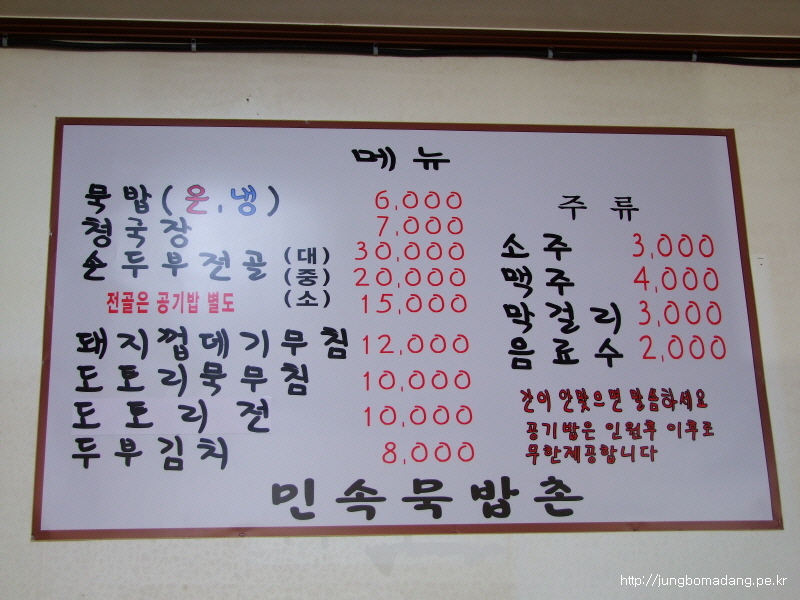 메뉴
묵밥(온,냉) 6,000
청국장 7,000
손두부전골 (대) 30,000
(중) 20,000
(소) 15,000
전골은 공기밥 별도
돼지껍데기무침 12,000
도토리묵무침 10,000
도토리전 10,000
두부김치 8,000
주류
소주 3,000
맥주 4,000
막걸리 3,000
음료수 2,000
간이 안맞으면 말씀하세요
공기밥은 인원수 이후로
무한제공합니다
민속묵밥촌
http://jungbomadang.pe.kr